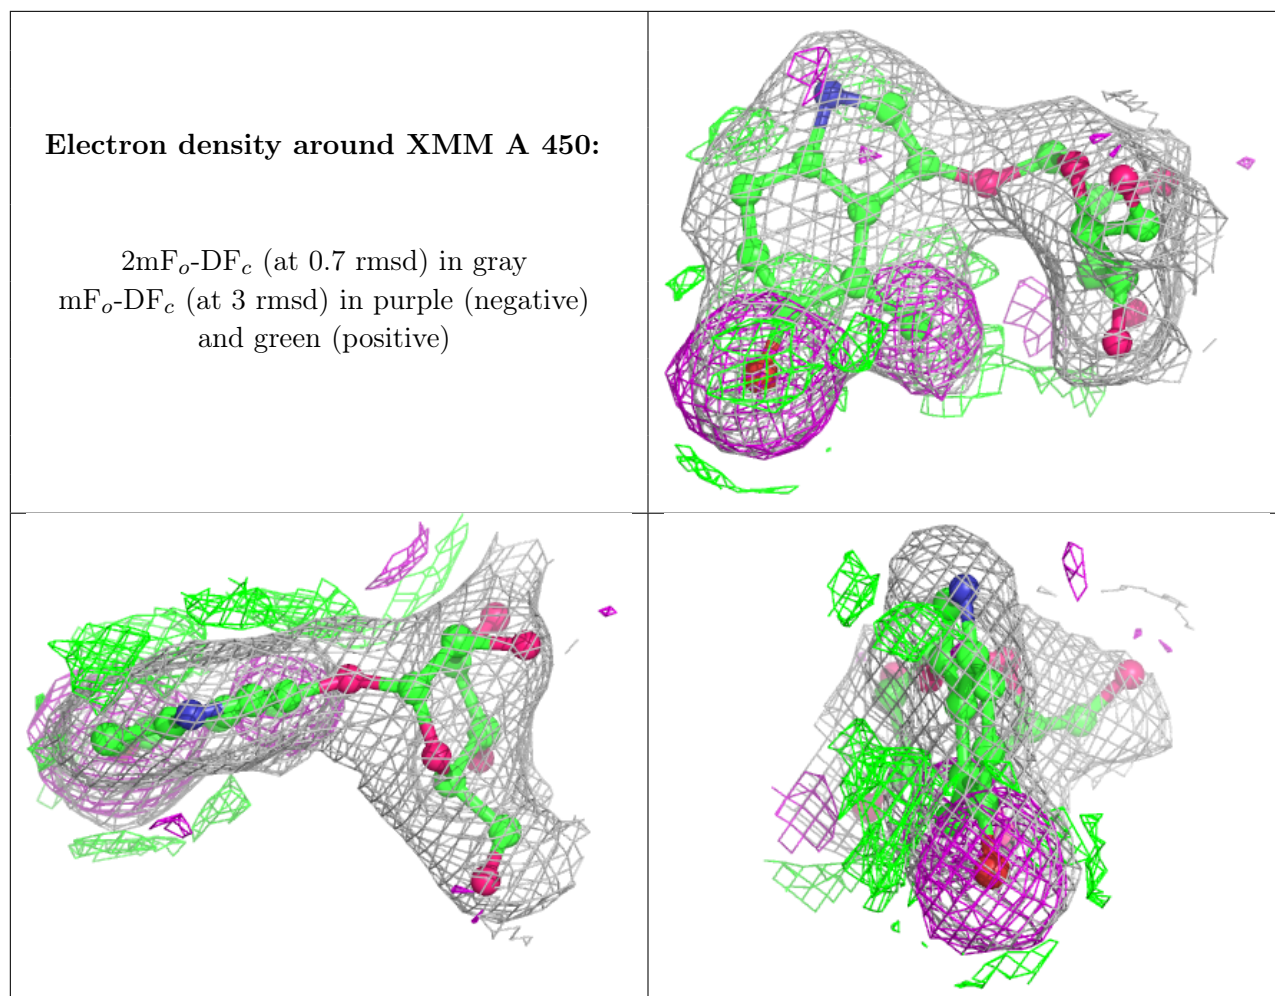 Electron density around XMM A 450:
2mFo-DFc (at 0.7 rmsd) in gray
mFo-DFc (at 3 rmsd) in purple (negative)
and green (positive)